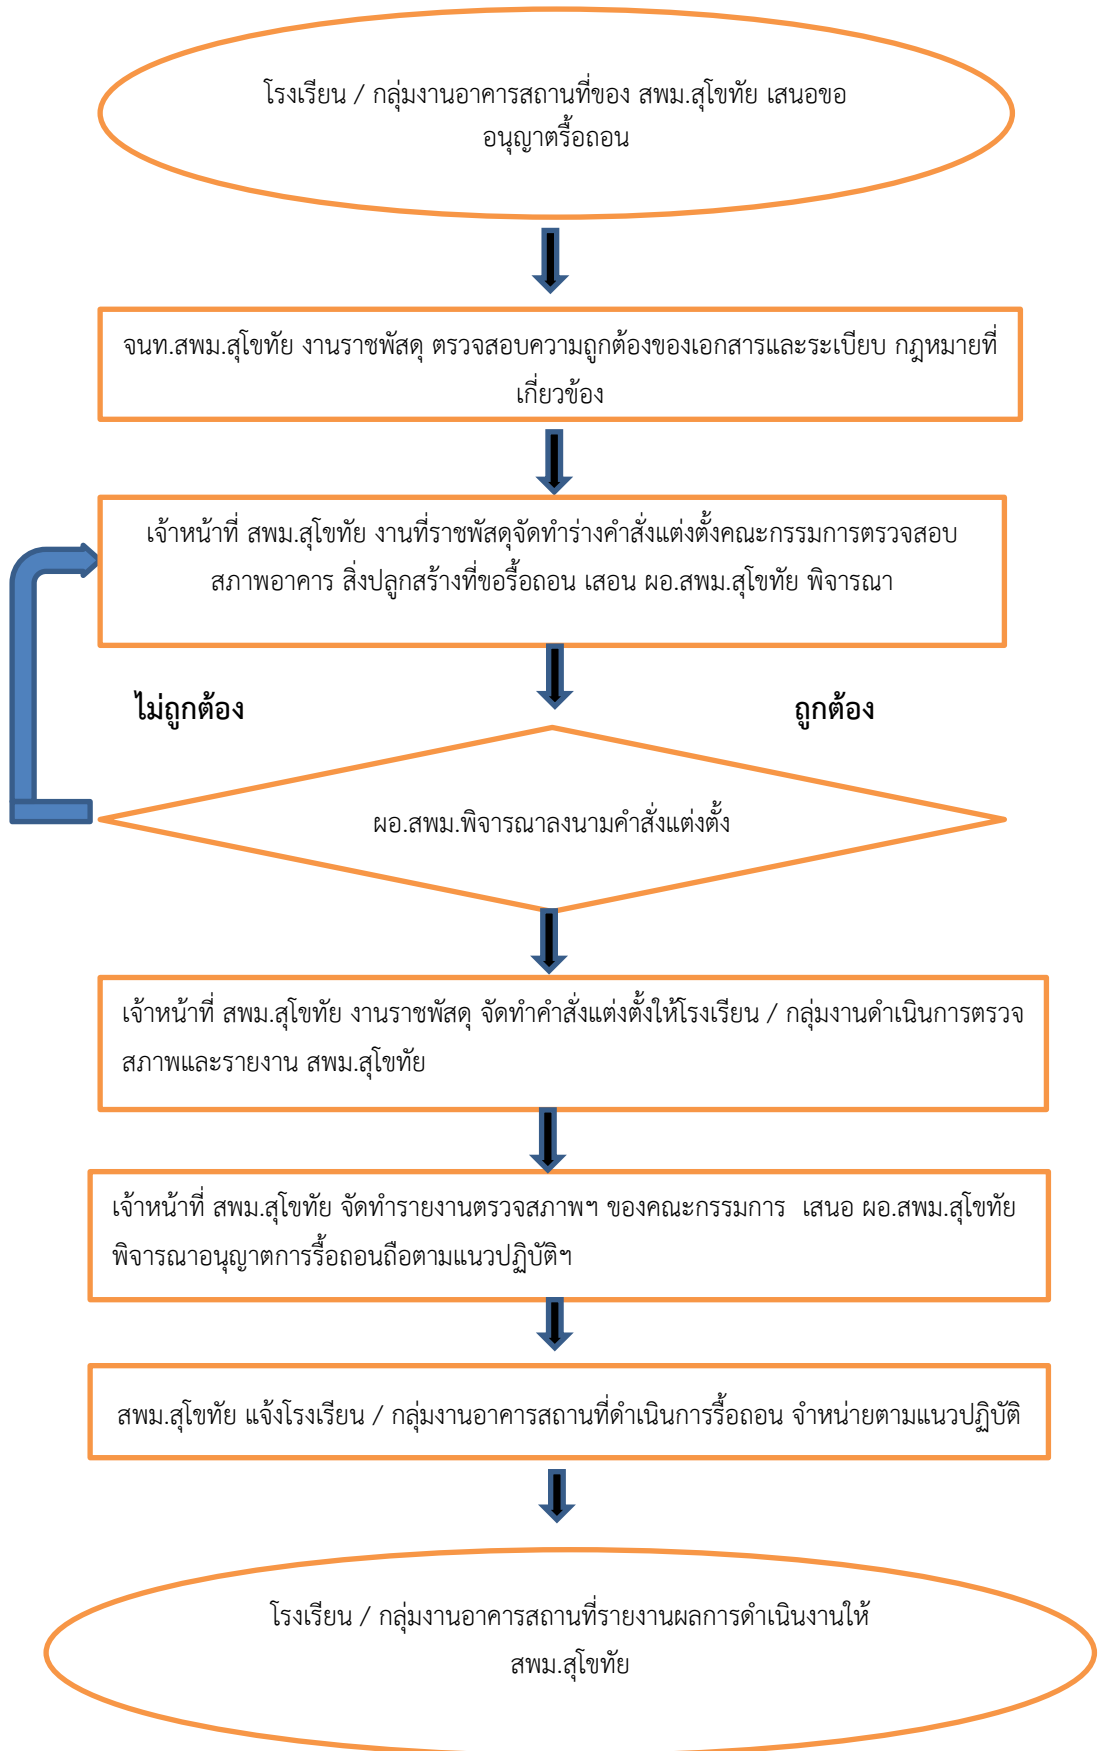 โรงเรียน / กลุ่มงานอาคารสถานที่ของ สพม.สุโขทัย เสนอขอ
อนุญาตรื้อถอน
จนท.สพม.สุโขทัย งานราชพัสดุ ตรวจสอบความถูกต้องของเอกสารและระเบียบ กฎหมายที่
เกี่ยวข้อง
เจ้าหน้าที่ สพม.สุโขทัย งานที่ราชพัสดุจัดทำร่างคำสั่งแต่งตั้งคณะกรรมการตรวจสอบ
สภาพอาคาร สิ่งปลูกสร้างที่ขอรื้อถอน เสอน ผอ.สพม.สุโขทัย พิจารณา
ไม่ถูกต้อง
ถูกต้อง
ผอ.สพม.พิจารณาลงนามคำสั่งแต่งตั้ง
เจ้าหน้าที่ สพม.สุโขทัย งานราชพัสดุ จัดทำคำสั่งแต่งตั้งให้โรงเรียน / กลุ่มงานดำเนินการตรวจ
สภาพและรายงาน สพม.สุโขทัย
เจ้าหน้าที่ สพม.สุโขทัย จัดทำรายงานตรวจสภาพฯ ของคณะกรรมการ เสนอ ผอ.สพม.สุโขทัย
พิจารณาอนุญาตการรื้อถอนถือตามแนวปฏิบัติฯ
สพม.สุโขทัย แจ้งโรงเรียน / กลุ่มงานอาคารสถานที่ดำเนินการรื้อถอน จำหน่ายตามแนวปฏิบัติ
โรงเรียน / กลุ่มงานอาคารสถานที่รายงานผลการดำเนินงานให้
สพม.สุโขทัย